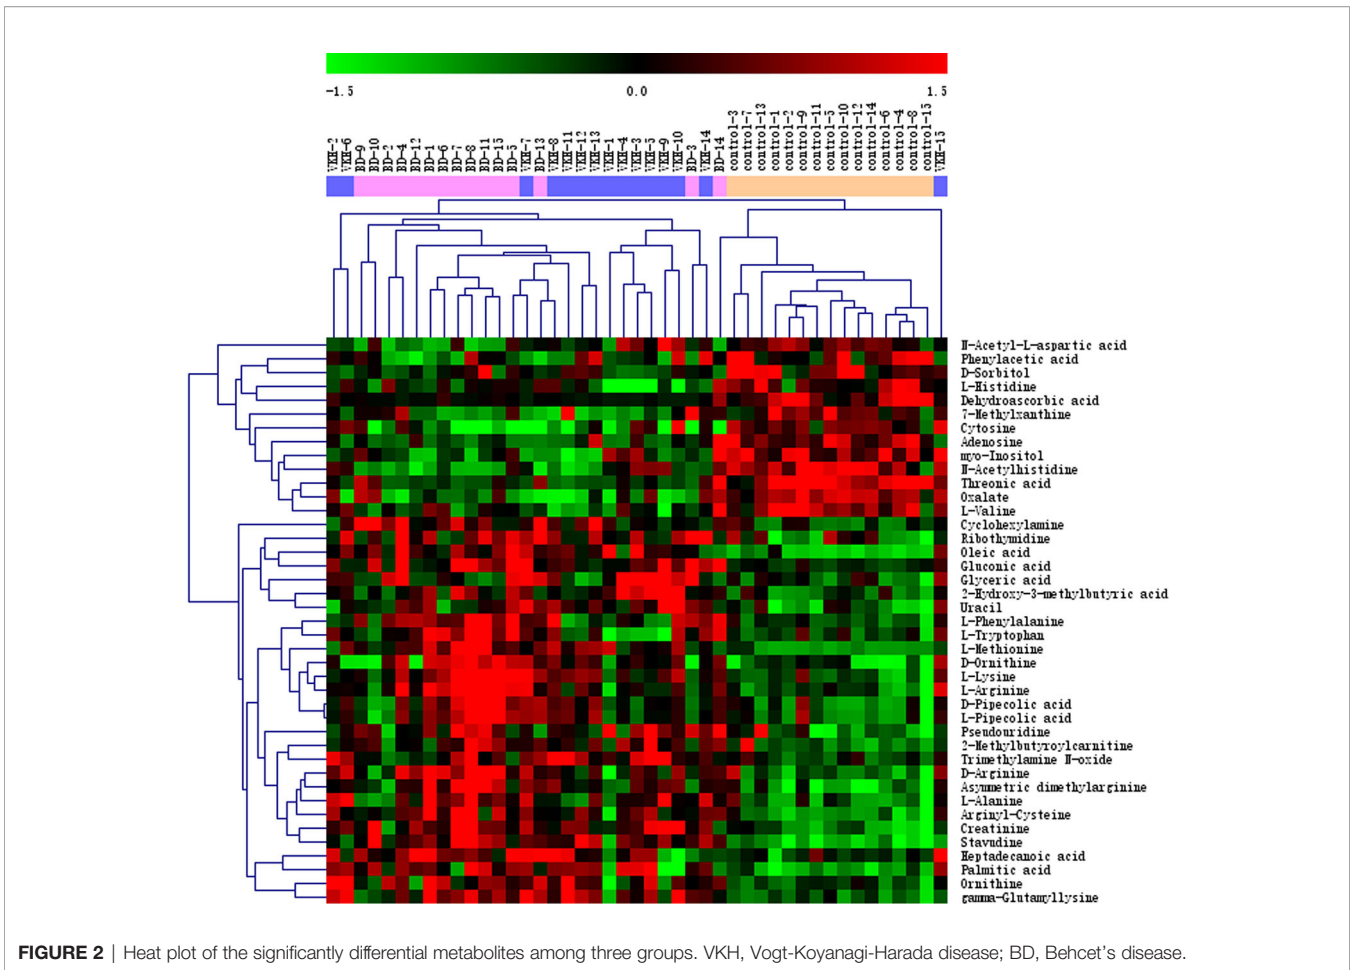 -1.5 0.0 1.5
VKH-2 VKH-6 BD-9 BD-10 BD-2 BD-4 BD-12 BD-1 BD-6 BD-7 BD-8 BD-11 BD-15 BD-5 VKH-7 BD-13 VKH-8 VKH-11 VKH-12 VKH-13 VKH-1 VKH-4 VKH-3 VKH-5 VKH-9 VKH-10 BD-3 VKH-14 BD-14 control-3 control-7 control-13 control-1 control-2 control-9 control-11 control-5 control-10 control-12 control-14 control-6 control-4 control-8 control-15 VKH-15
N-Acetyl-L-aspartic acid
Phenylacetic acid
D-Sorbitol
L-Histidine
Dehydroascorbic acid
7-Methylxanthine
Cytosine
Adenosine
myo-Inositol
N-Acetylhistidine
Threonic acid
Oxalate
L-Valine
Cyclohexylamine
Ribothymidine
Oleic acid
Gluconic acid
Glyceric acid
2-Hydroxy-3-methylbutyric acid
Uracil
L-Phenylalanine
L-Tryptophan
L-Methionine
D-Ornithine
L-Lysine
L-Arginine
D-Pipecolic acid
L-Pipecolic acid
Pseudouridine
2-Methylbutyroylcarnitine
Trimethylamine N-oxide
D-Arginine
Asymmetric dimethylarginine
L-Alanine
Arginyl-Cysteine
Creatinine
Stavudine
Heptadecanoic acid
Palmitic acid
Ornithine
gamma-Glutamyllysine
FIGURE 2 | Heat plot of the significantly differential metabolites among three groups. VKH, Vogt-Koyanagi-Harada disease; BD, Behcet's disease.